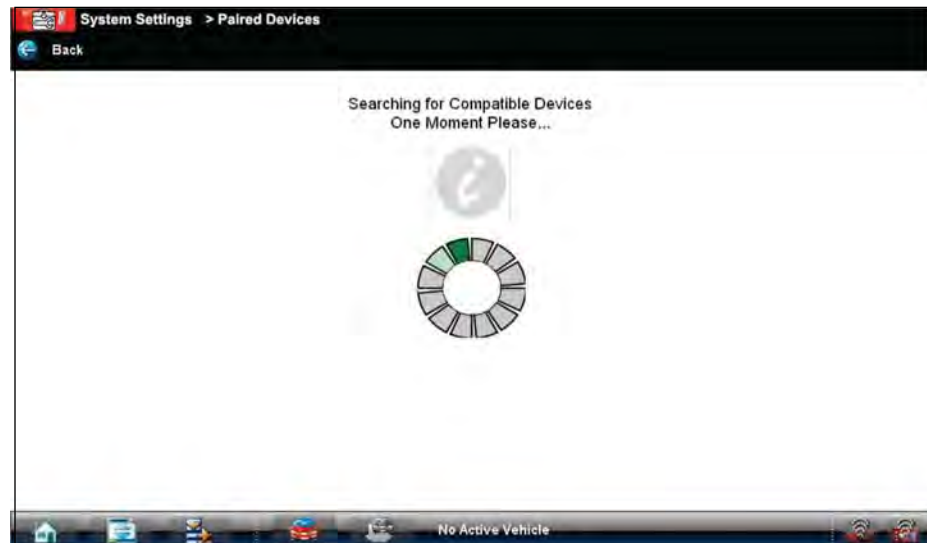 System Settings > Paired Devices
Back
Searching for Compatible Devices
One Moment Please...
No Active Vehicle